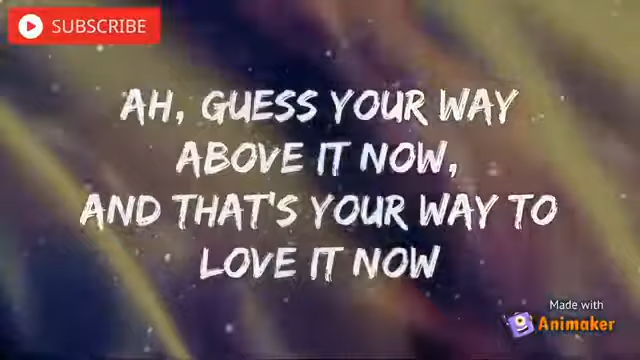 SUBSCRIBE
AH, GUESS YOUR WAY
ABOVE IT NOW,
AND THAT'S YOUR WAY TO
LOVE IT NOW
Made with
Animaker